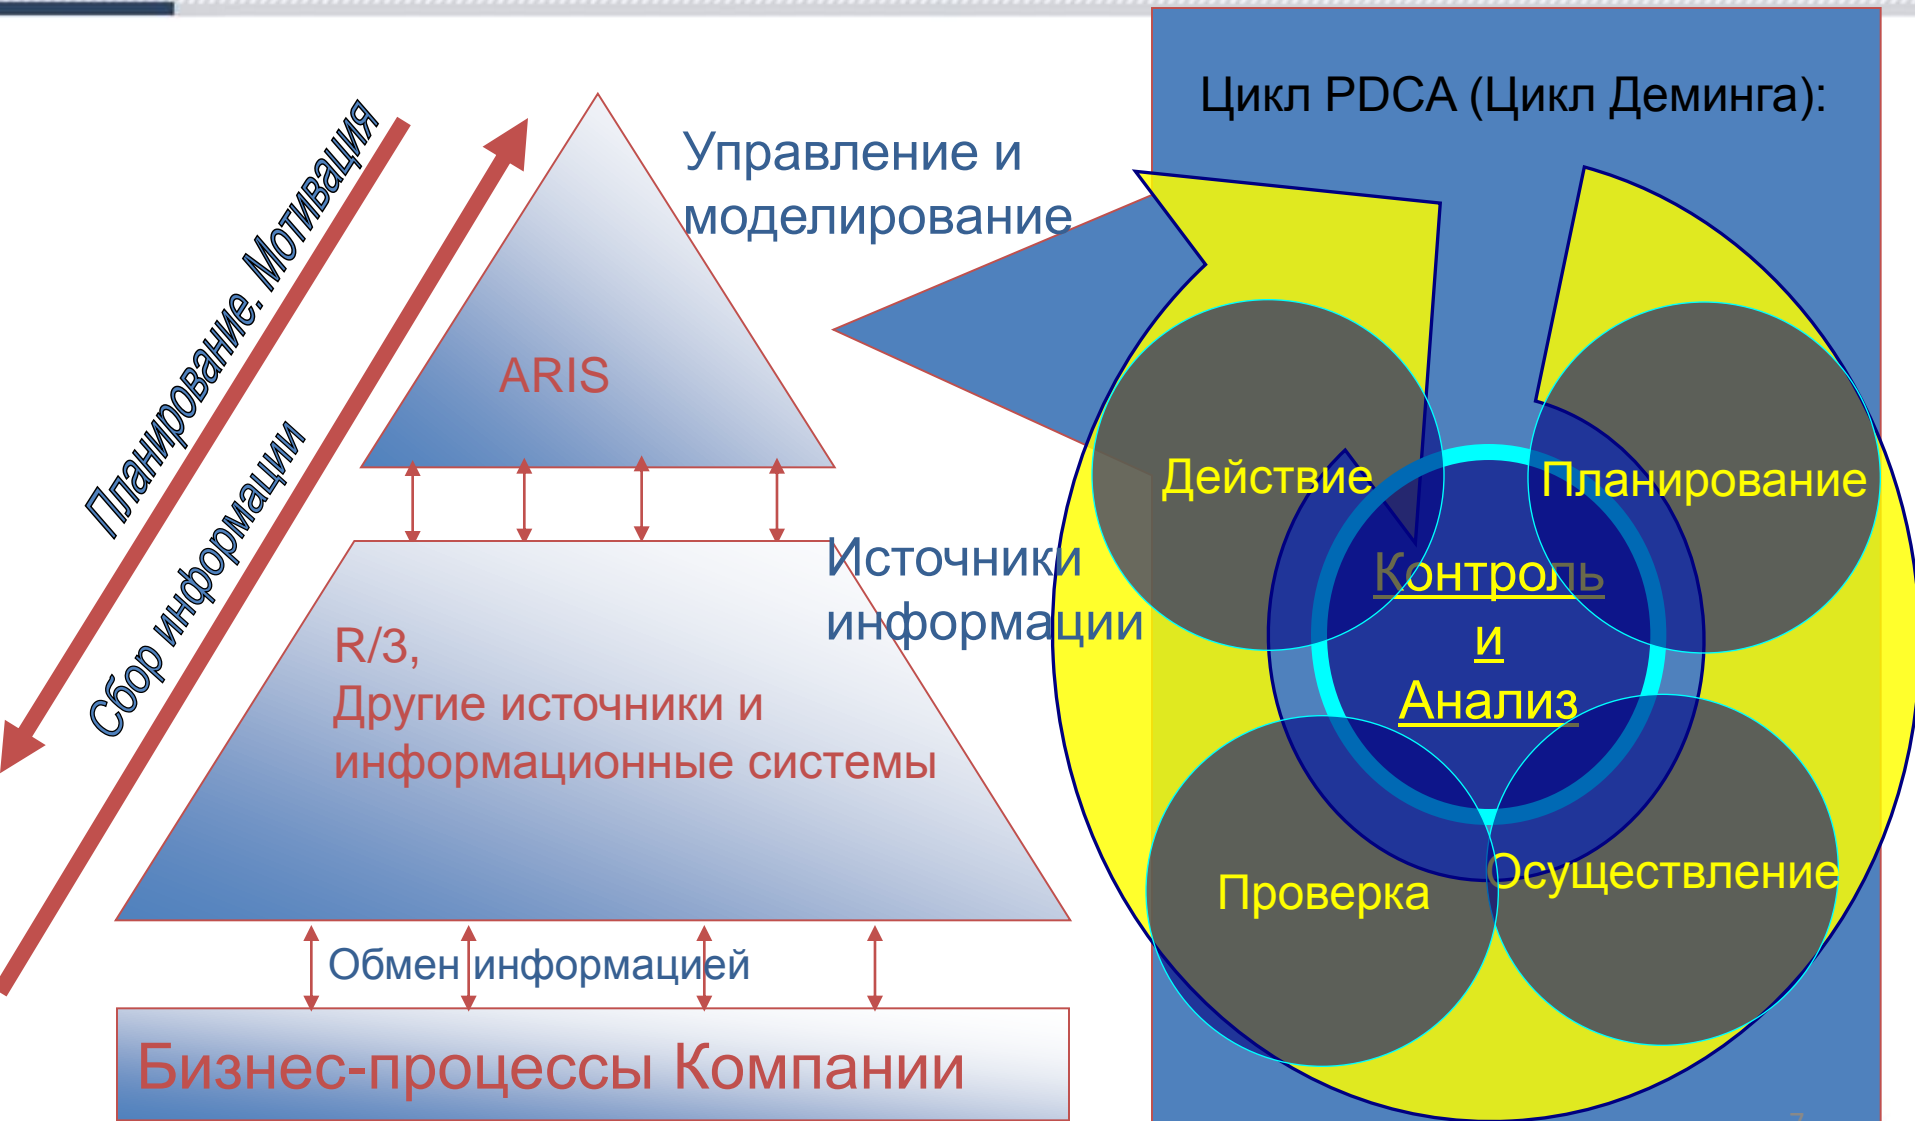 Цикл PDCA (Цикл Деминга):
Управление и
моделирование
Планирование. Мотивация
Сбор информации
ARIS
Действие
Планирование
Источники
информации
Контроль
и
Анализ
R/3,
Другие источники и
информационные системы
Проверка
Осуществление
Обмен информацией
Бизнес-процессы Компании
7